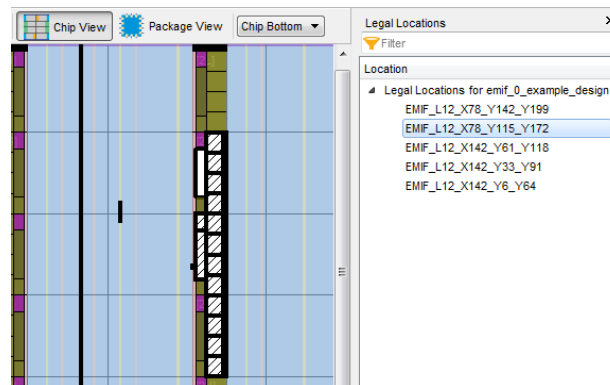 Chip View
Package View
Chip Bottom
Legal Locations
Filter
Location
Legal Locations for emif_0_example_design
EMIF_L12_X78_Y142_Y199
EMIF_L12_X78_Y115_Y172
EMIF_L12_X142_Y61_Y118
EMIF_L12_X142_Y33_Y91
EMIF_L12_X142_Y6_Y64